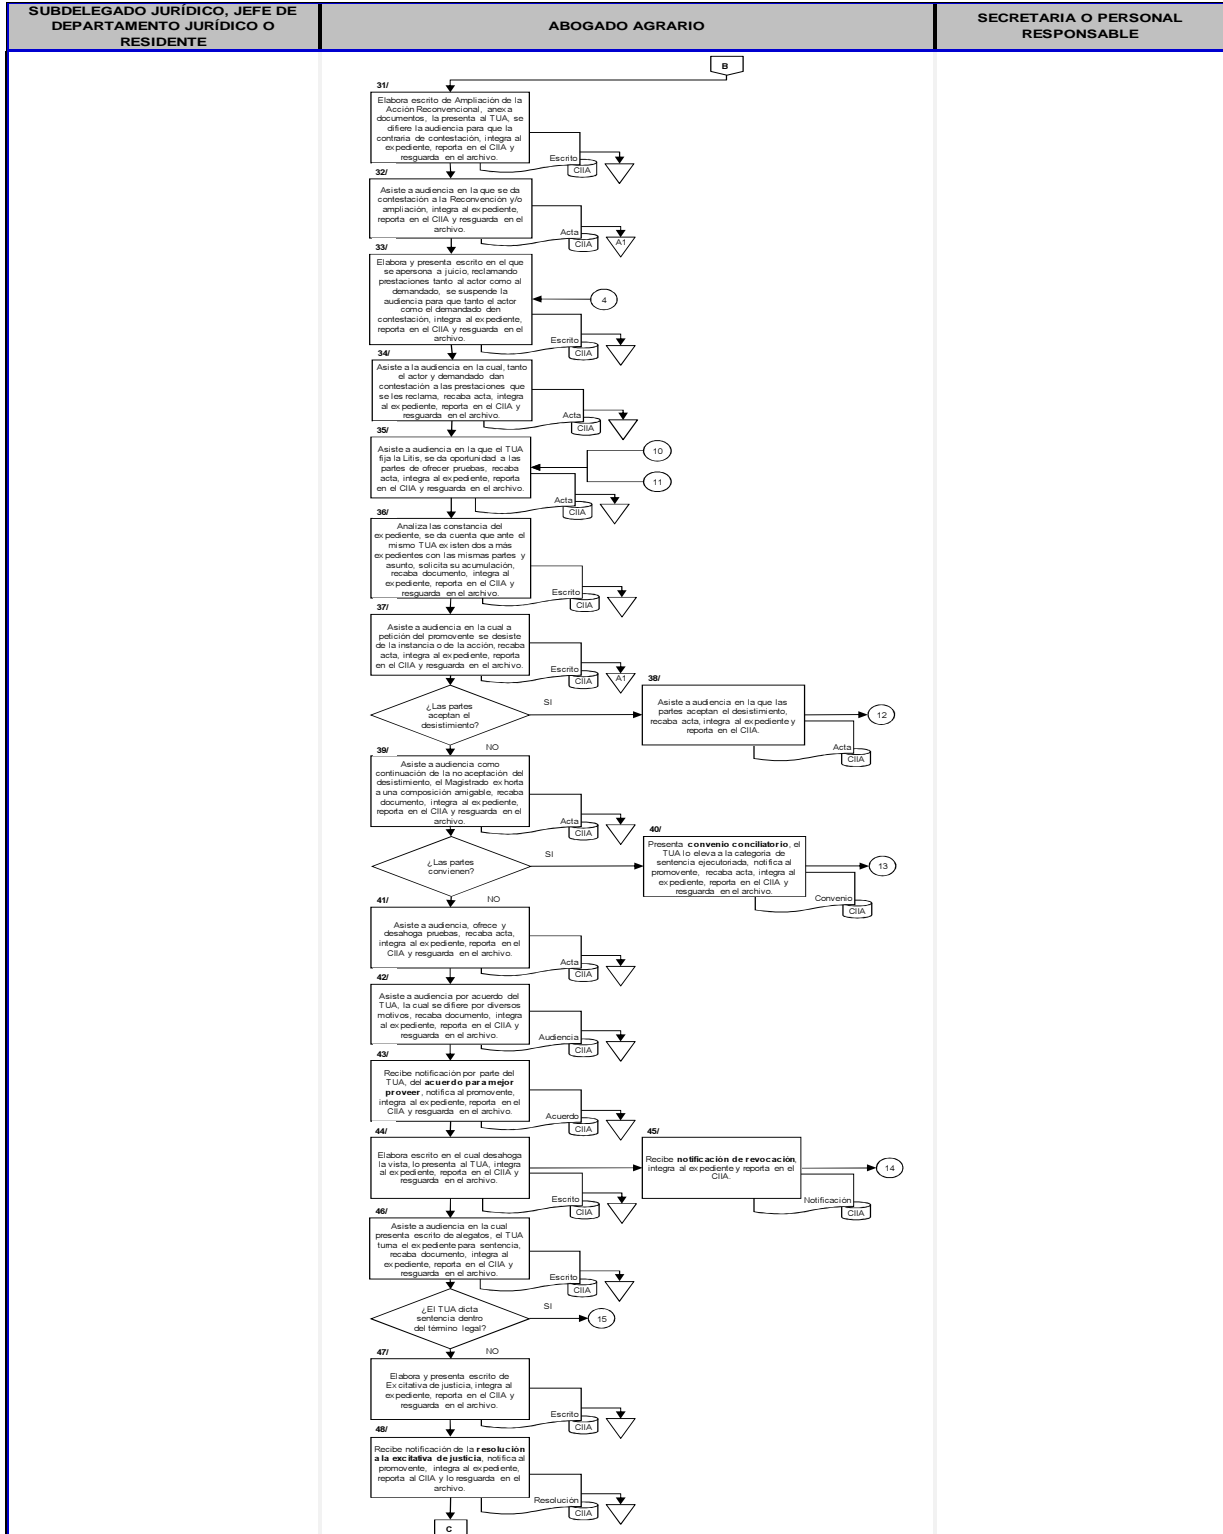 SUBDELEGADO JURÍDICO, JEFE DE
DEPARTAMENTO JURÍDICO O
RESIDENTE
ABOGADO AGRARIO
SECRETARIA O PERSONAL
RESPONSABLE
B
31/
Elabora escrito de Ampliación de la
Acción Reconvencional, anexa
documentos, la presenta al TUA, se
difiere la audiencia para que la
contraria de contestación, integra al
expediente, reporta en el CIIA y
resguarda en el archivo.
Escrito
CIIA
32/
Asiste a audiencia en la que se da
contestación a la Reconvención y/o
ampliación, integra al expediente,
reporta en el CIIA y resguarda en el
archivo.
Acta
CIIA
A1
33/
Elabora y presenta escrito en el que
se apersona a juicio, reclamando
prestaciones tanto al actor como al
demandado, se suspende la
audiencia para que tanto el actor
como el demandado den
contestación, integra al expediente,
reporta en el CIIA y resguarda en el
archivo.
4
Escrito
CIIA
34/
Asiste a la audiencia en la cual, tanto
el actor y demandado dan
contestación a las prestaciones que
se les reclama, recaba acta, integra
al expediente, reporta en el CIIA y
resguarda en el archivo.
Acta
CIIA
35/
Asiste a audiencia en la que el TUA
fija la Litis, se da oportunidad a las
partes de ofrecer pruebas, recaba
acta, integra al expediente, reporta
en el CIIA y resguarda en el archivo.
10
11
Acta
CIIA
36/
Analiza las constancia del
expediente, se da cuenta que ante el
mismo TUA existen dos a más
expedientes con las mismas partes y
asunto, solicita su acumulación,
recaba documento, integra al
expediente, reporta en el CIIA y
resguarda en el archivo.
Escrito
CIIA
37/
Asiste a audiencia en la cual a
petición del promovente se desiste
de la instancia o de la acción, recaba
acta, integra al expediente, reporta
en el CIIA y resguarda en el archivo.
Escrito
CIIA
A1
¿Las partes
aceptan el
desistimiento?
SI
NO
38/
Asiste a audiencia en la que las
partes aceptan el desistimiento,
recaba acta, integra al expediente y
reporta en el CIIA.
12
Acta
CIIA
39/
Asiste a audiencia como
continuación de la no aceptación del
desistimiento, el Magistrado exhorta
a una composición amigable, recaba
documento, integra al expediente,
reporta en el CIIA y resguarda en el
archivo.
Acta
CIIA
¿Las partes
convienen?
SI
NO
40/
Presenta convenio conciliatorio, el
TUA lo eleva a la categoría de
sentencia ejecutoriada, notifica al
promovente, recaba acta, integra al
expediente, reporta en el CIIA y
resguarda en el archivo.
13
Convenio
CIIA
41/
Asiste a audiencia, ofrece y
desahoga pruebas, recaba acta,
integra al expediente, reporta en el
CIIA y resguarda en el archivo.
Acta
CIIA
42/
Asiste a audiencia por acuerdo del
TUA, la cual se difiere por diversos
motivos, recaba documento, integra
al expediente, reporta en el CIIA y
resguarda en el archivo.
Audiencia
CIIA
43/
Recibe notificación por parte del
TUA, del acuerdo para mejor
proveer, notifica al promovente,
integra al expediente, reporta en el
CIIA y resguarda en el archivo.
Acuerdo
CIIA
44/
Elabora escrito en el cual desahoga
la vista, lo presenta al TUA, integra
al expediente, reporta en el CIIA y
resguarda en el archivo.
Escrito
CIIA
45/
Recibe notificación de revocación,
integra al expediente y reporta en el
CIIA.
14
Notificación
CIIA
46/
Asiste a audiencia en la cual
presenta escrito de alegatos, el TUA
turna el expediente para sentencia,
recaba documento, integra al
expediente, reporta en el CIIA y
resguarda en el archivo.
Escrito
CIIA
¿El TUA dicta
sentencia dentro
del término legal?
SI
15
NO
47/
Elabora y presenta escrito de
Excitativa de justicia, integra al
expediente, reporta en el CIIA y
resguarda en el archivo.
Escrito
CIIA
48/
Recibe notificación de la resolución
a la excitativa de justicia, notifica al
promovente, integra al expediente,
reporta al CIIA y lo resguarda en el
archivo.
Resolución
CIIA
C